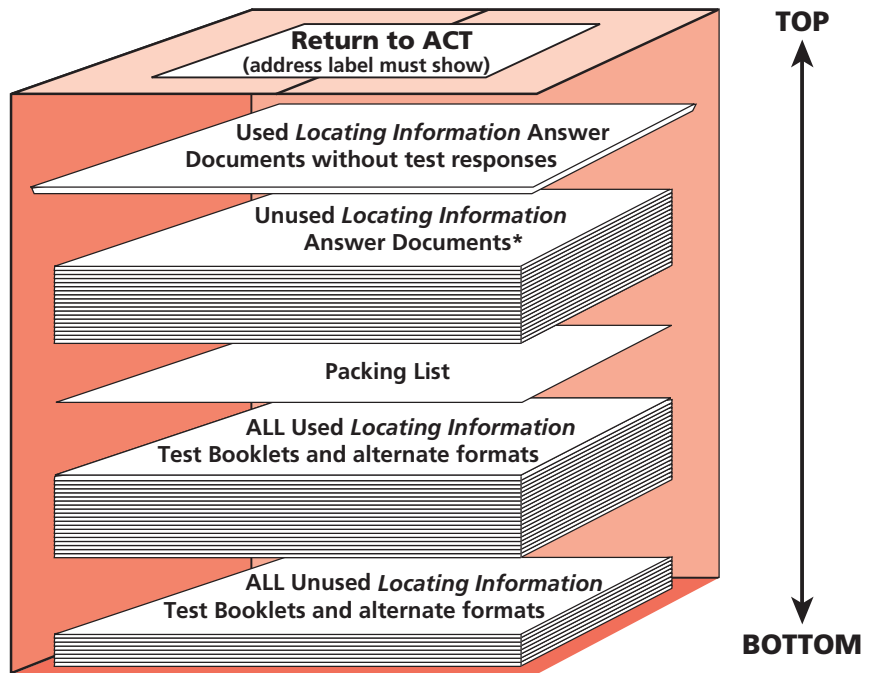 TOP
Return to ACT
(address label must show)
Used Locating Information Answer
Documents without test responses
Unused Locating Information
Answer Documents*
Packing List
ALL Used Locating Information
Test Booklets and alternate formats
ALL Unused Locating Information
Test Booklets and alternate formats
BOTTOM